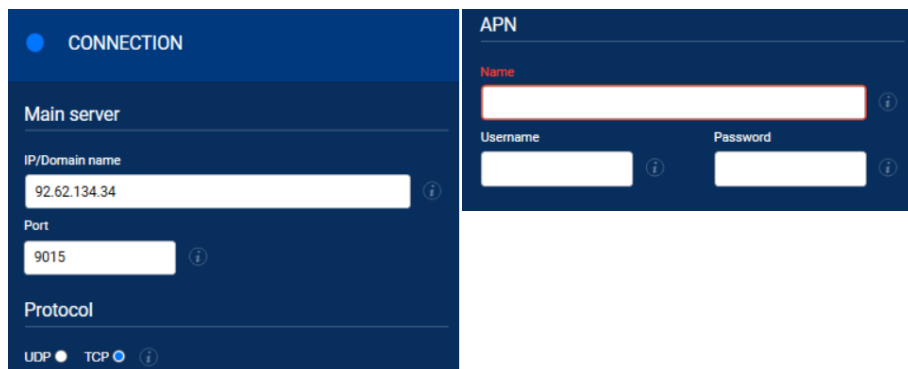 CONNECTION
Main server
IP/Domain name
92.62.134.34
Port
9015
Protocol
UDP TCP
APN
Name
Username Password